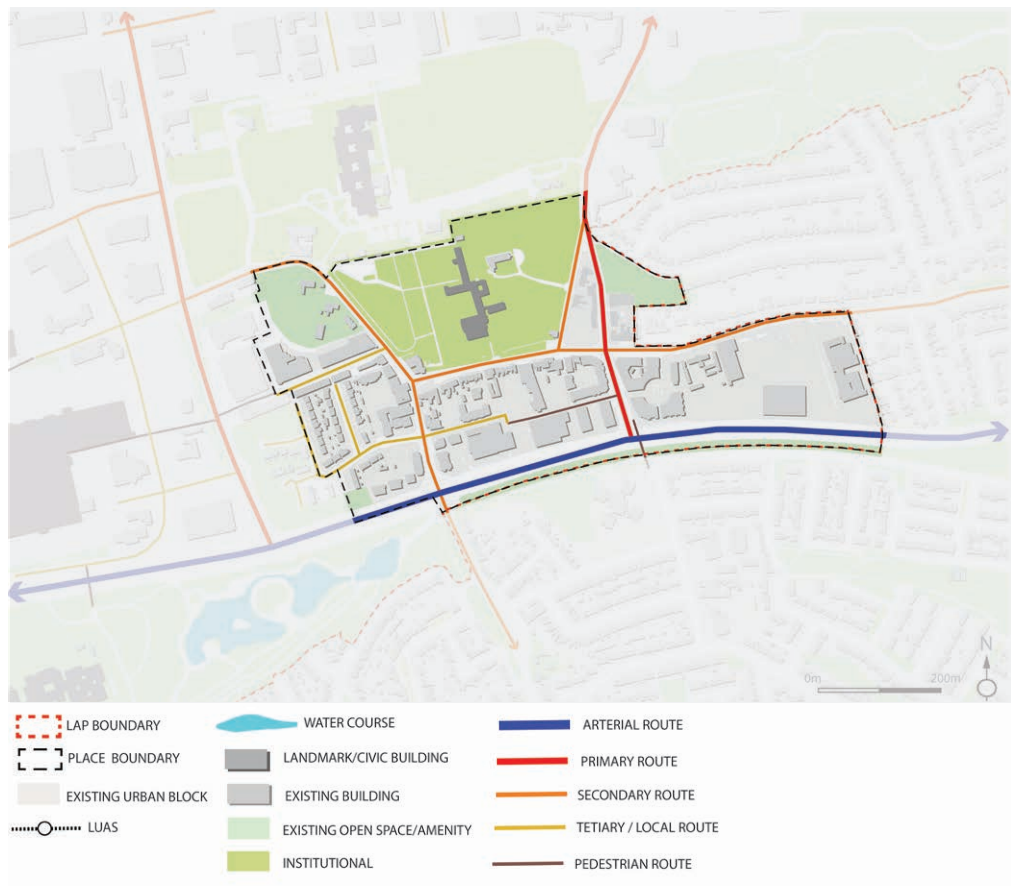 N
0m 200m
LAP BOUNDARY
PLACE BOUNDARY
EXISTING URBAN BLOCK
LUAS
WATER COURSE
LANDMARK/CIVIC BUILDING
EXISTING BUILDING
EXISTING OPEN SPACE/AMENITY
INSTITUTIONAL
ARTERIAL ROUTE
PRIMARY ROUTE
SECONDARY ROUTE
TETIARY / LOCAL ROUTE
PEDESTRIAN ROUTE